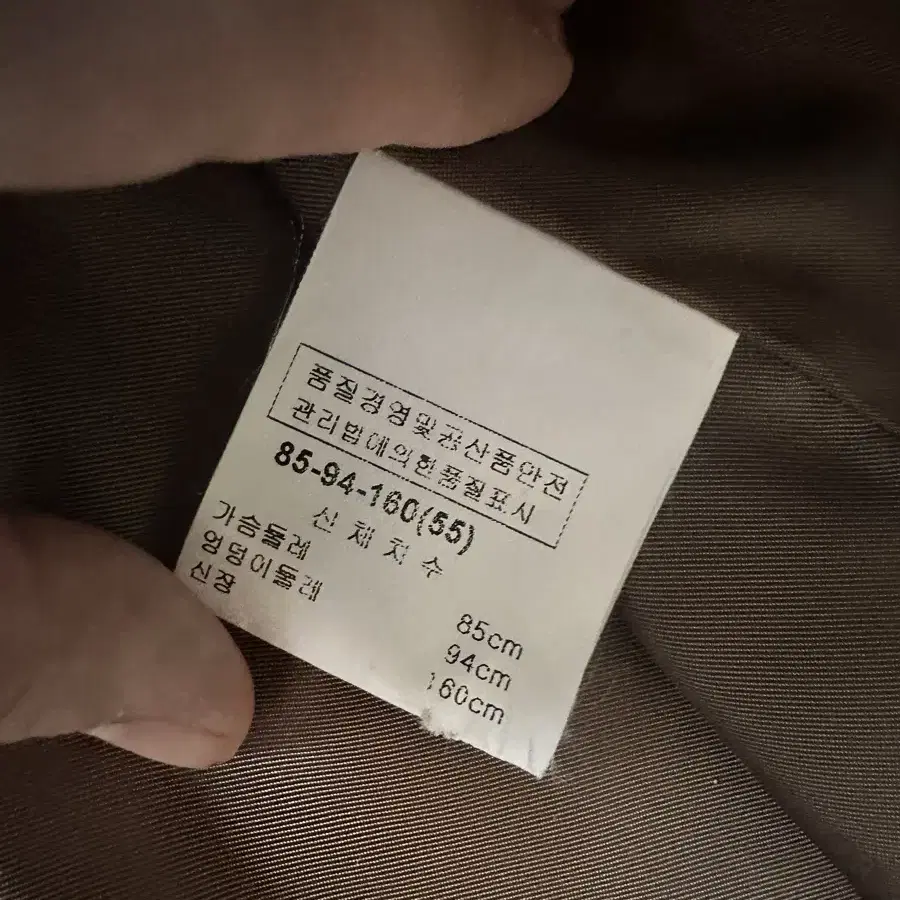 품질경영및공산품안전
관리법에의한품질표시
85-94-160(55)
신 체 치 수
가슴둘레 85cm
엉덩이둘레 94cm
신장 160cm